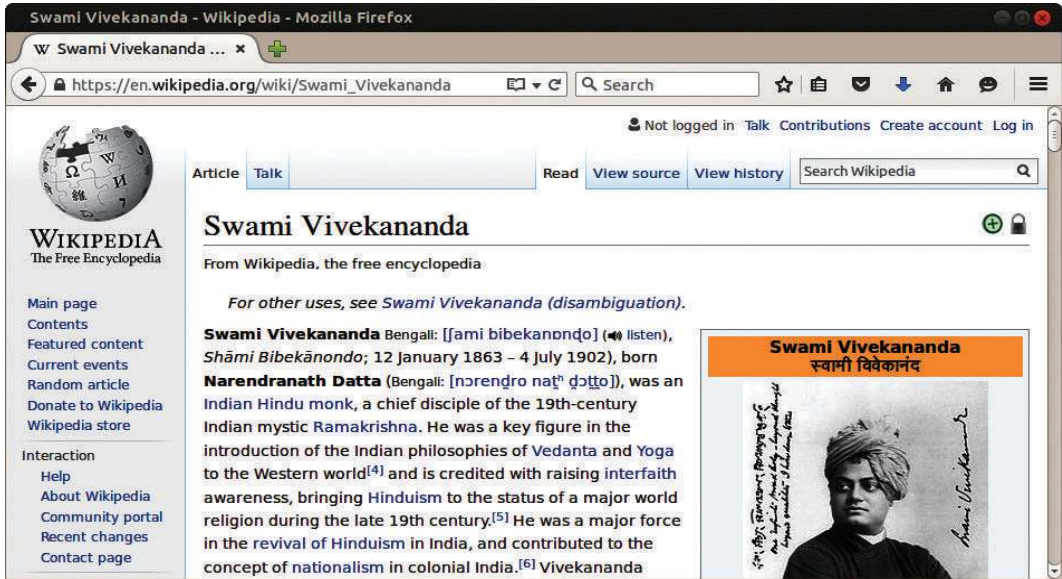 Swami Vivekananda - Wikipedia - Mozilla Firefox
W Swami Vivekanan... ×
https://en.wikipedia.org/wiki/Swami_Vivekananda
Search
Not logged in Talk Contributions Create account Log in
Article Talk Read View source View history Search Wikipedia
WIKIPEDIA
The Free Encyclopedia
Main page
Contents
Featured content
Current events
Random article
Donate to Wikipedia
Wikipedia store
Interaction
Help
About Wikipedia
Community portal
Recent changes
Contact page
Swami Vivekananda
From Wikipedia, the free encyclopedia
For other uses, see Swami Vivekananda (disambiguation).
Swami Vivekananda Bengali: [ʃami bibekanɒndo] (listen),
Shāmi Bibekānondo; 12 January 1863 – 4 July 1902), born
Narendranath Datta (Bengali: [nɔrend̪ro nat̪ʰ d̪ɔt̪t̪o]), was an
Indian Hindu monk, a chief disciple of the 19th-century
Indian mystic Ramakrishna. He was a key figure in the
introduction of the Indian philosophies of Vedanta and Yoga
to the Western world[4] and is credited with raising interfaith
awareness, bringing Hinduism to the status of a major world
religion during the late 19th century.[5] He was a major force
in the revival of Hinduism in India, and contributed to the
concept of nationalism in colonial India.[6] Vivekananda
Swami Vivekananda
स्वामी विवेकानंद
Swami Vivekananda